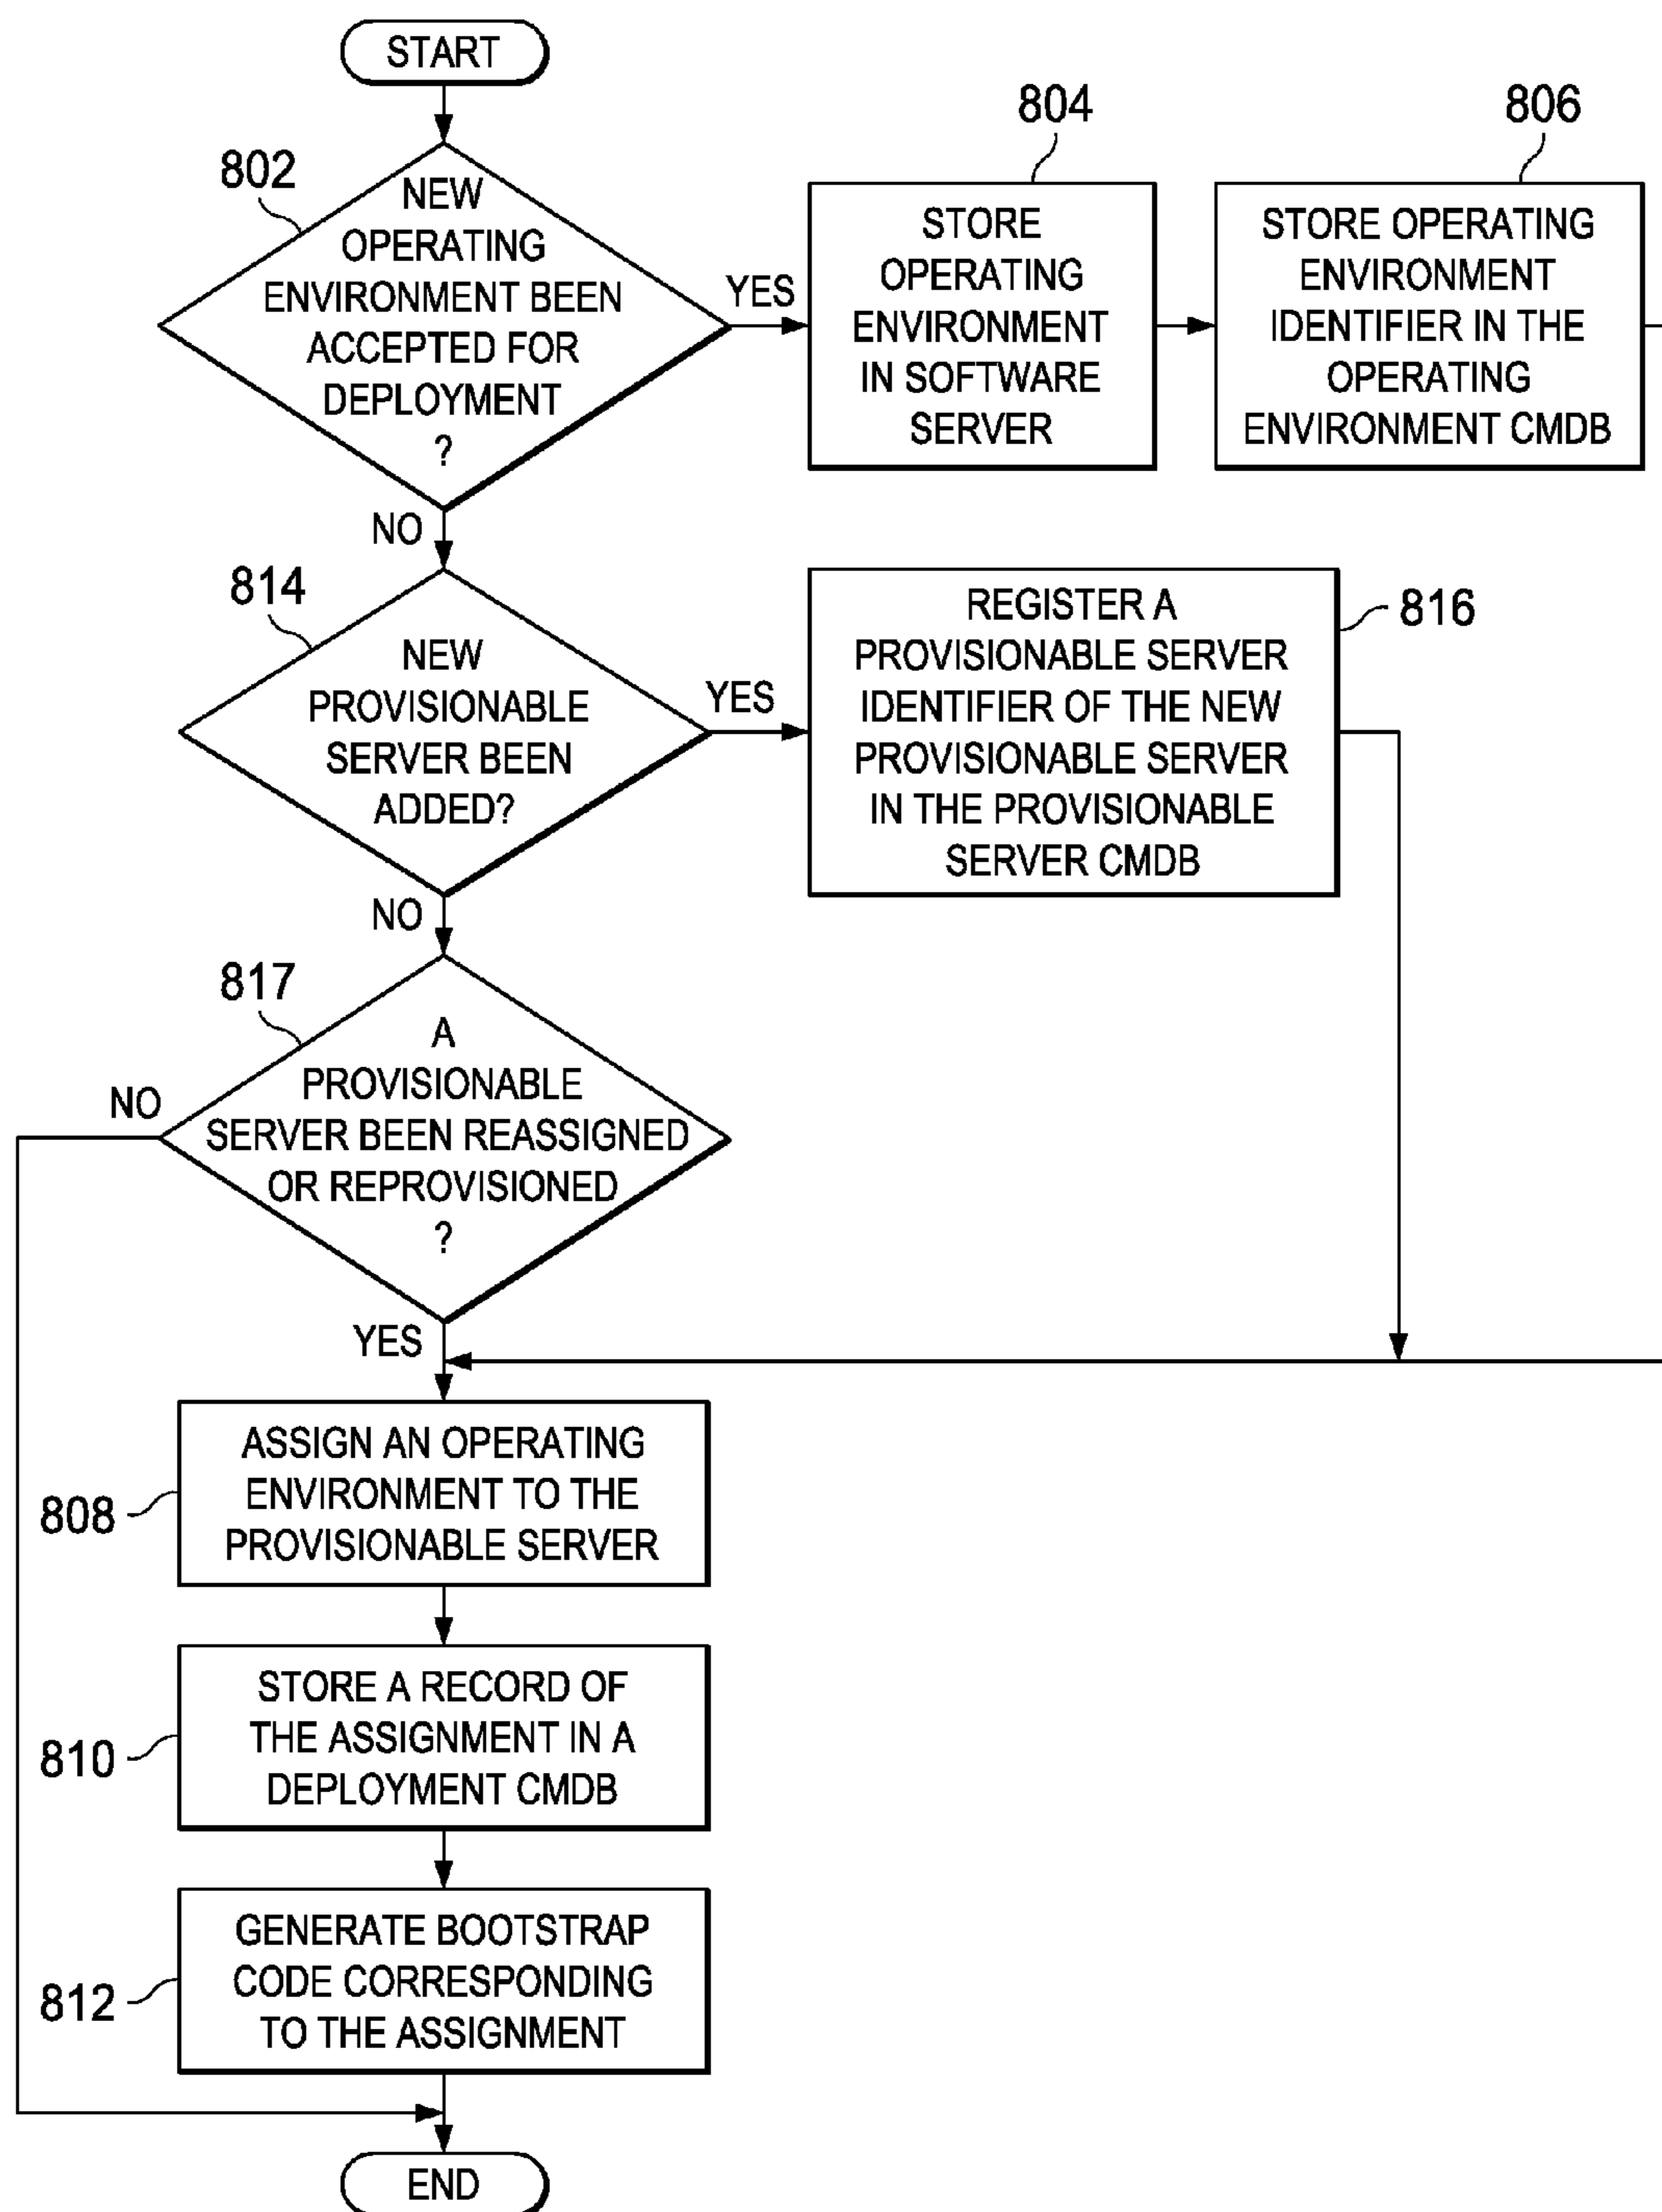 START
802
NEW
OPERATING
ENVIRONMENT BEEN
ACCEPTED FOR
DEPLOYMENT
?
YES
804
STORE
OPERATING
ENVIRONMENT
IN SOFTWARE
SERVER
806
STORE OPERATING
ENVIRONMENT
IDENTIFIER IN THE
OPERATING
ENVIRONMENT CMDB
NO
814
NEW
PROVISIONABLE
SERVER BEEN
ADDED?
YES
REGISTER A
PROVISIONABLE SERVER
IDENTIFIER OF THE NEW
PROVISIONABLE SERVER
IN THE PROVISIONABLE
SERVER CMDB
816
NO
817
A
PROVISIONABLE
SERVER BEEN REASSIGNED
OR REPROVISIONED
?
NO
YES
ASSIGN AN OPERATING
ENVIRONMENT TO THE
PROVISIONABLE SERVER
808
STORE A RECORD OF
THE ASSIGNMENT IN A
DEPLOYMENT CMDB
810
GENERATE BOOTSTRAP
CODE CORRESPONDING
TO THE ASSIGNMENT
812
END